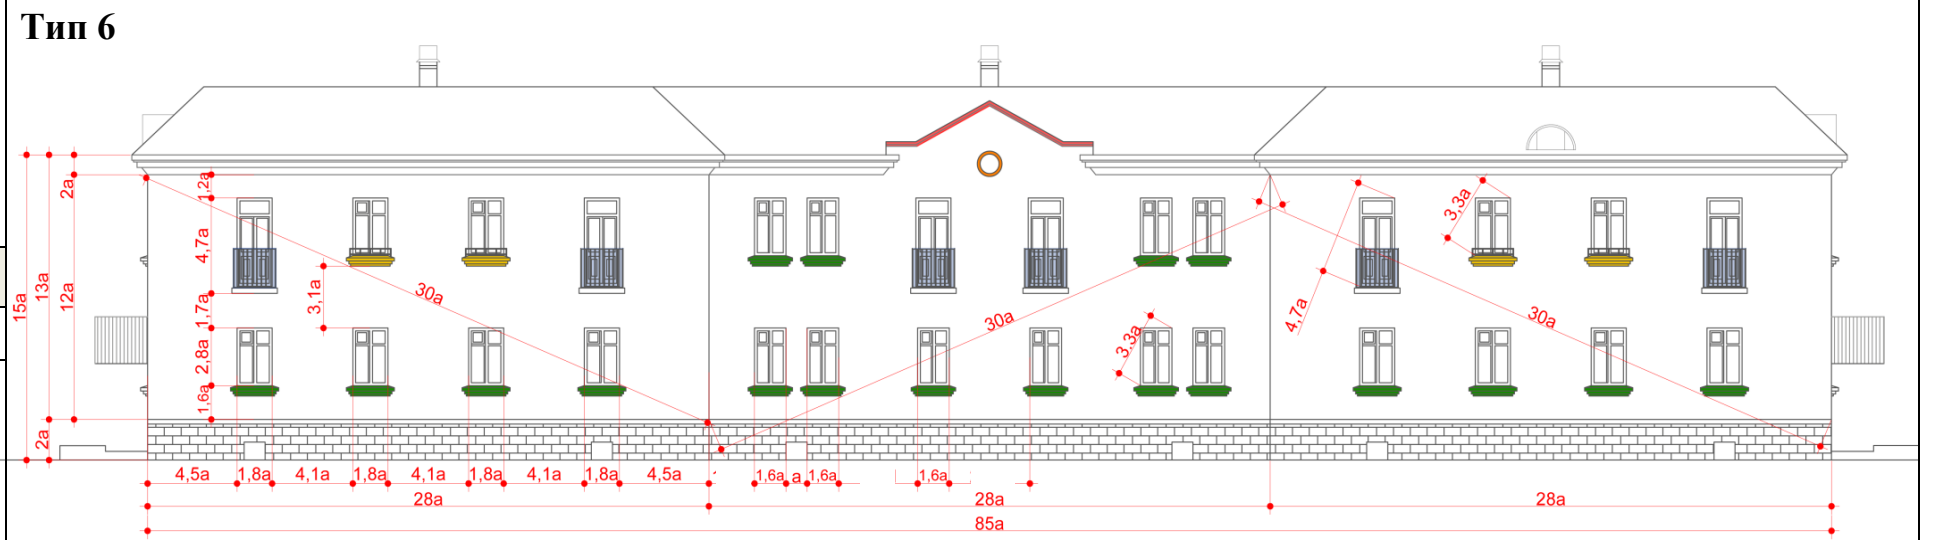 Тип 6
1,2а
2а
3,3а
4,7а
13а
12а
15а
3,1а
30а
1,7а
30а
4,7а
30а
3,3а
2,8а
1,6а
2а
4,5а 1,8а 4,1а 1,8а 4,1а 1,8а 4,1а 1,8а 4,5а 1,6а а 1,6а 1,6а
28а 28а 28а
85а